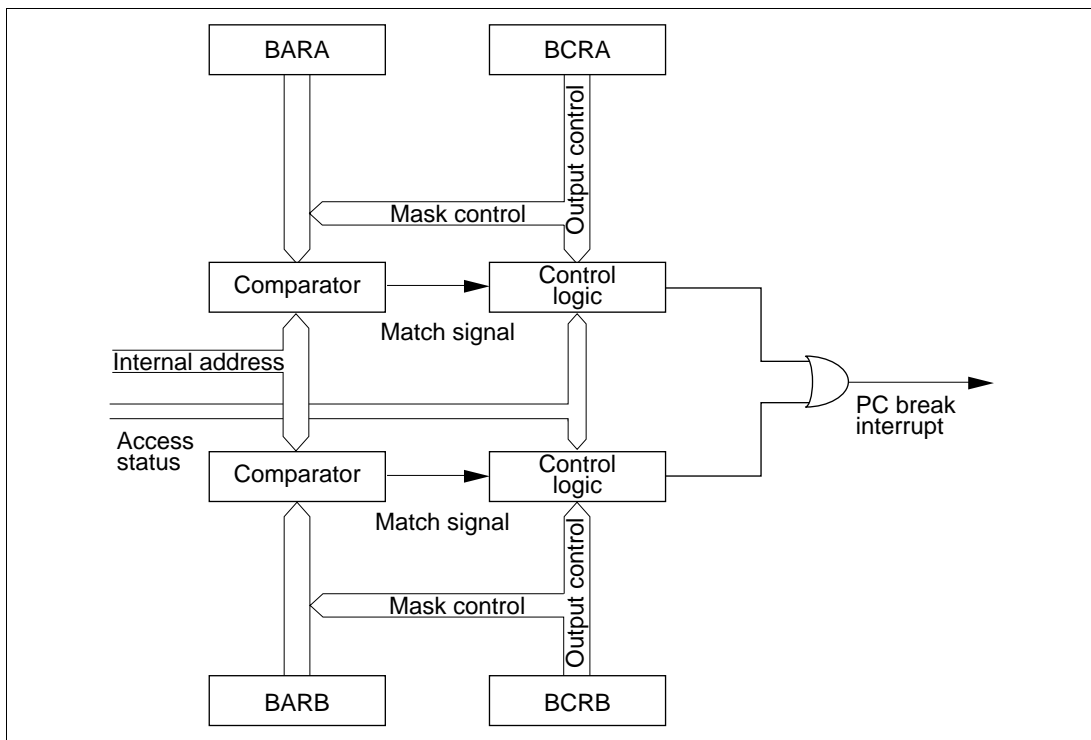 BARA
BCRA
Output control
Mask control
Comparator
Control
logic
Match signal
Internal address
Access
status
PC break
interrupt
Comparator
Control
logic
Match signal
Output control
Mask control
BARB
BCRB